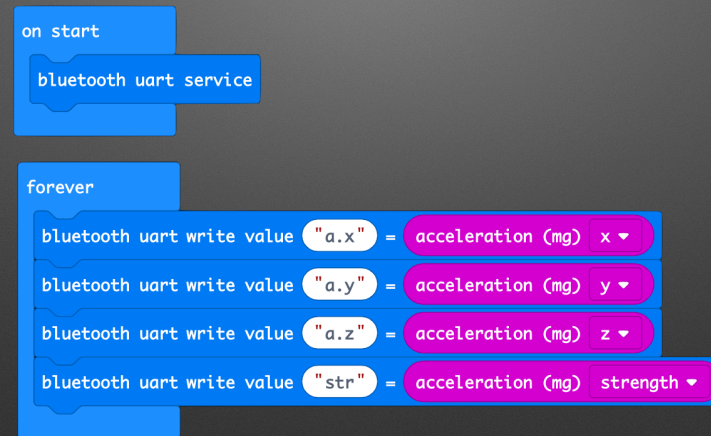 on start
bluetooth uart service
forever
bluetooth uart write value "a.x" = acceleration (mg) x
bluetooth uart write value "a.y" = acceleration (mg) y
bluetooth uart write value "a.z" = acceleration (mg) z
bluetooth uart write value "str" = acceleration (mg) strength